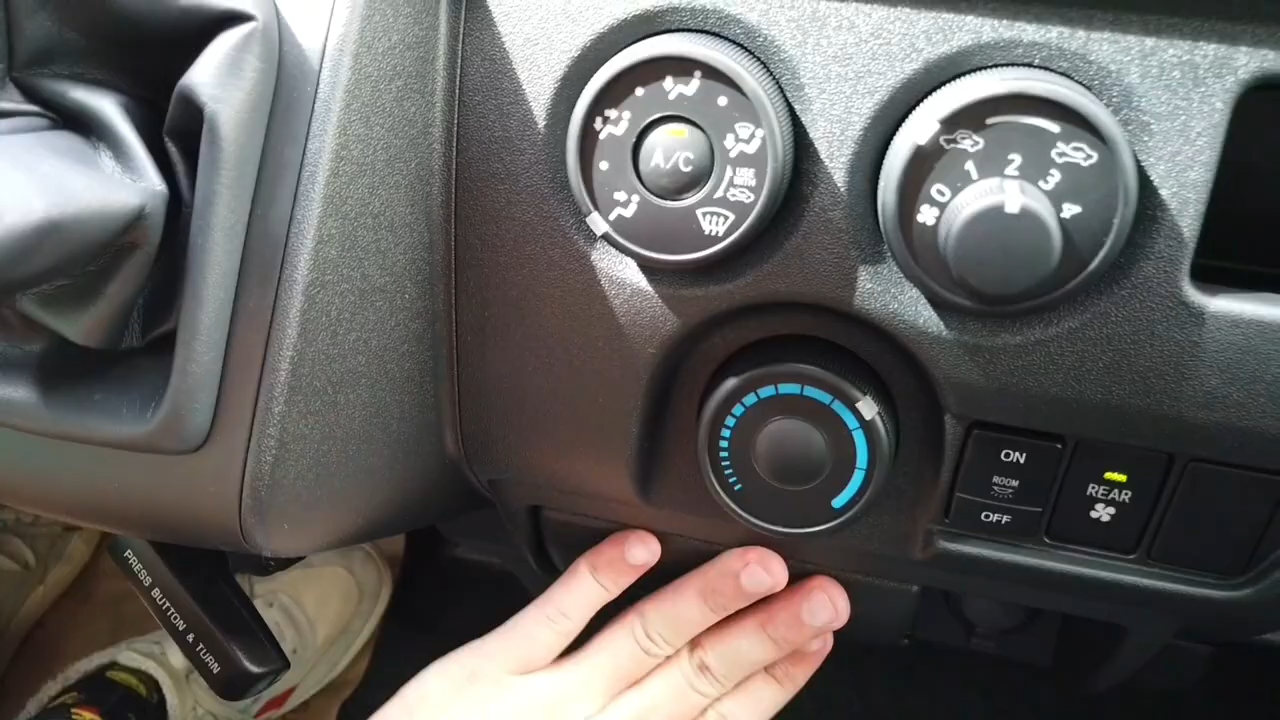 A/C
USE
WITH
0 1 2 3 4
ON
ROOM
OFF
REAR
PRESS BUTTON & TURN